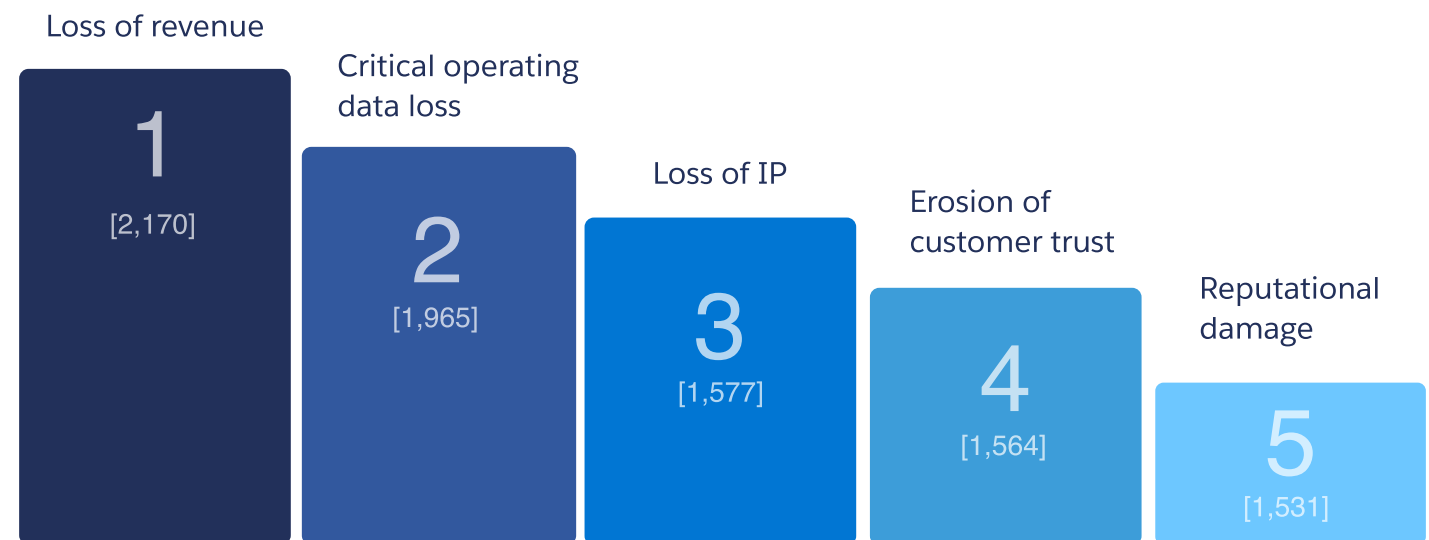 Loss of revenue
1
[2,170]
Critical operating
data loss
2
[1,965]
Loss of IP
3
[1,577]
Erosion of
customer trust
4
[1,564]
Reputational
damage
5
[1,531]